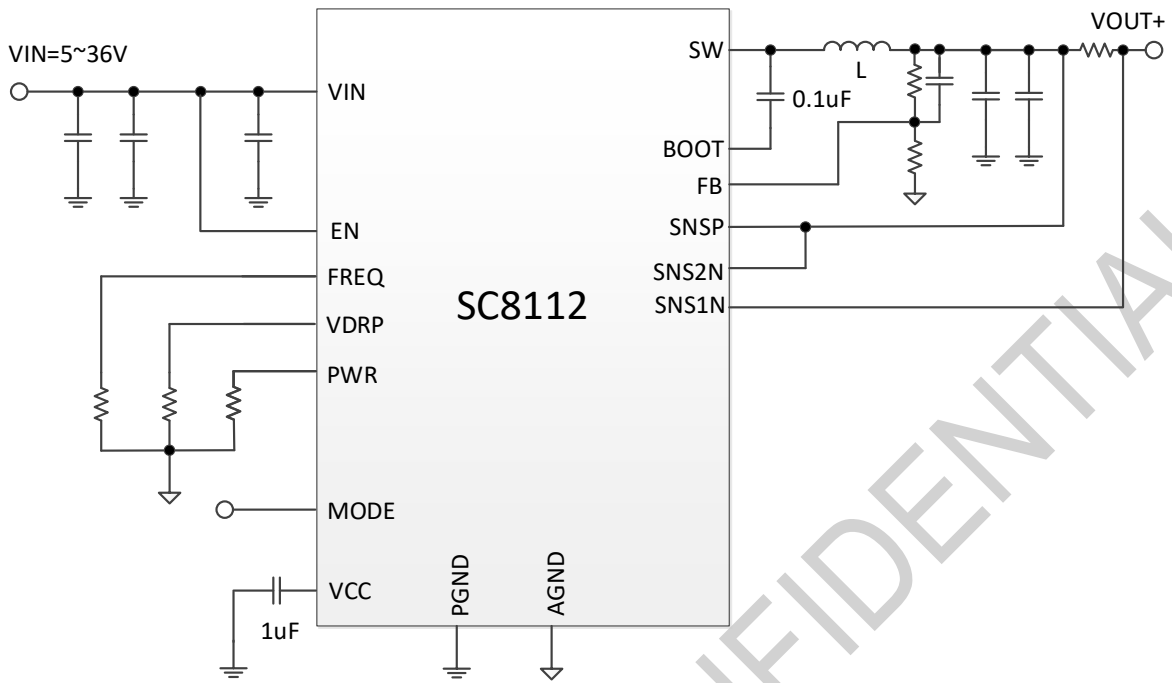 VIN=5~36V
VOUT+
SW
L
VIN
0.1uF
BOOT
FB
EN
SNSP
FREQ
SNS2N
SC8112
SNS1N
VDRP
PWR
MODE
PGND
AGND
VCC
1uF